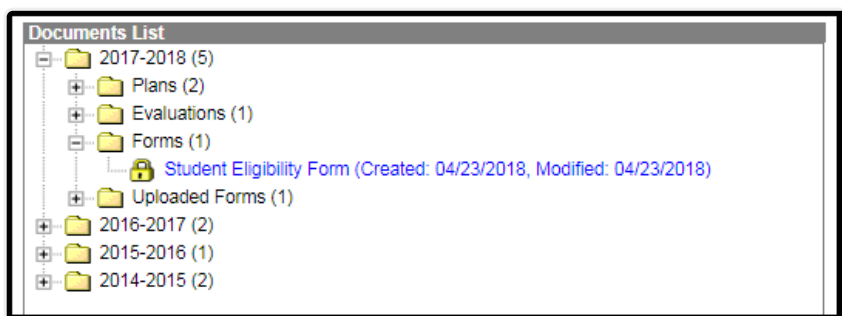 Documents List
2017-2018 (5)
Plans (2)
Evaluations (1)
Forms (1)
Student Eligibility Form (Created: 04/23/2018, Modified: 04/23/2018)
Uploaded Forms (1)
2016-2017 (2)
2015-2016 (1)
2014-2015 (2)